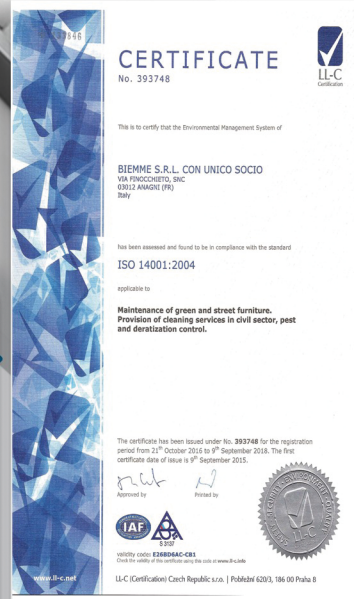 CERTIFICATE
No. 393748
LL-C
Certification
This is to certify that the Environmental Management System of
BIEMME S.R.L. CON UNICO SOCIO
VIA FINOCCHIETO, SNC
03012 ANAGNI (FR)
Italy
has been assessed and found to be in compliance with the standard
ISO 14001:2004
applicable to
Maintenance of green and street furniture.
Provision of cleaning services in civil sector, pest
and deratization control.
The certificate has been issued under No. 393748 for the registration
period from 21st October 2016 to 9th September 2018. The first
certificate date of issue is 9th September 2015.
Approved by
Printed by
IAF
S 3137
validity code: E26BD6AC-CB1
Check the validity of this certificate using this code at www.ll-c.info
LL-C
www.ll-c.net
LL-C (Certification) Czech Republic s.r.o. | Pobřežní 620/3, 186 00 Praha 8